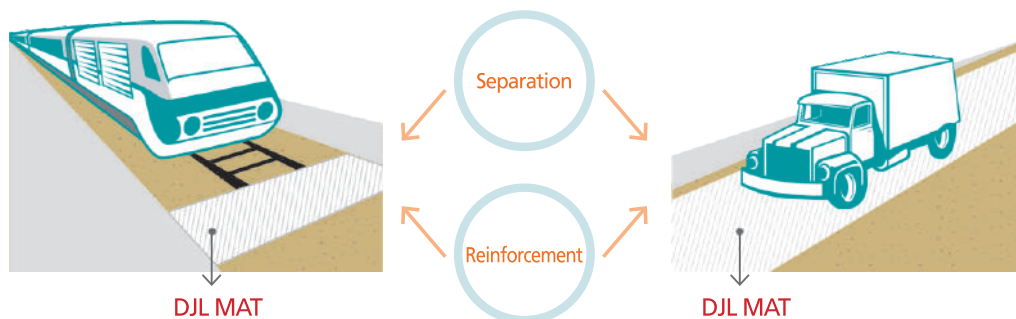 Separation
Reinforcement
DJL MAT
DJL MAT